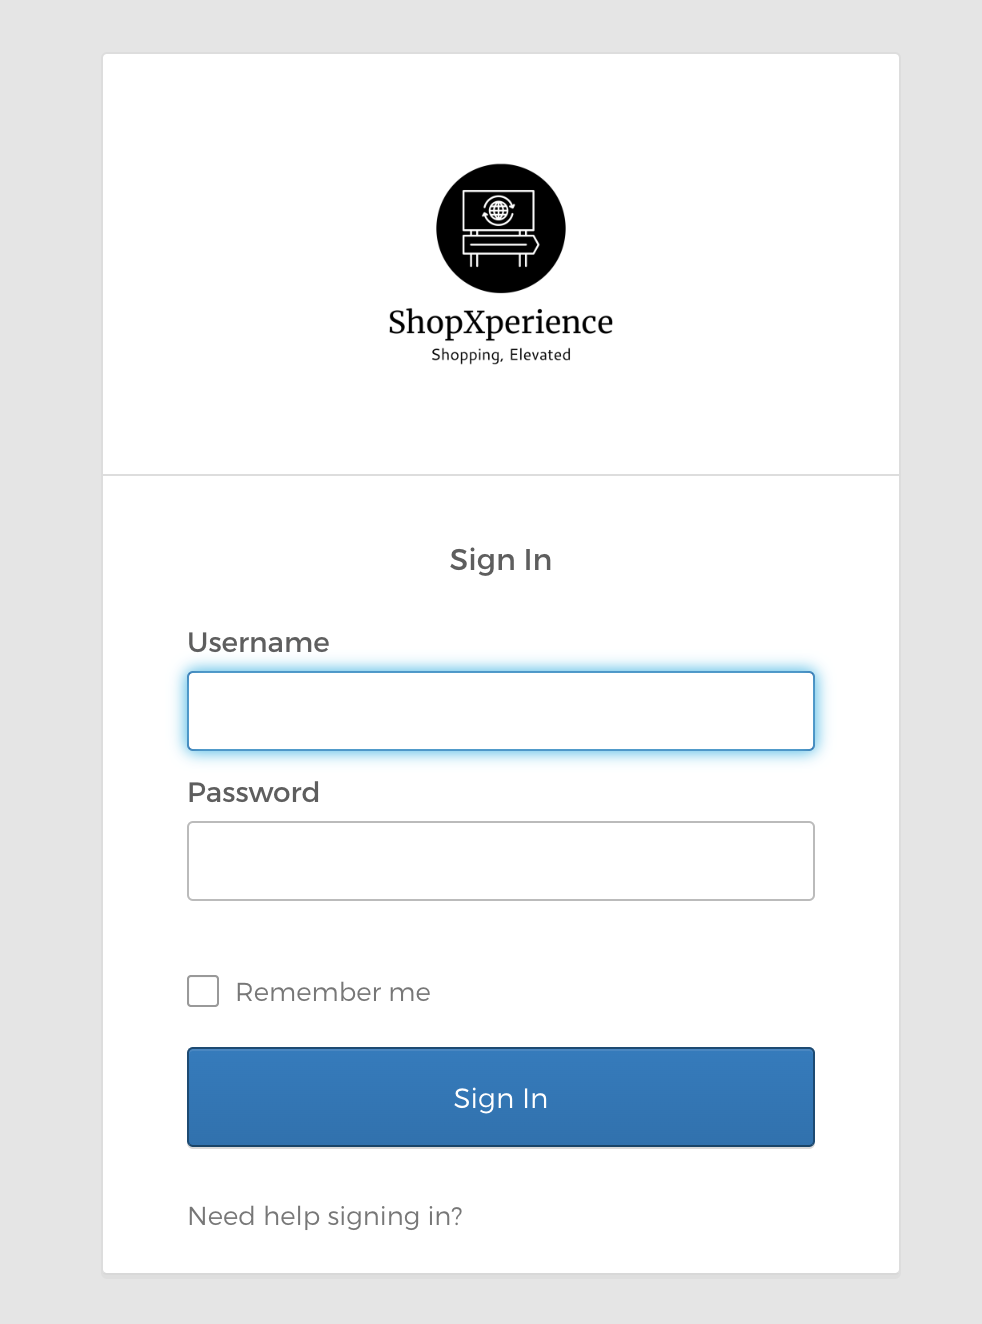 ShopXperience
Shopping, Elevated
Sign In
Username
Password
Remember me
Sign In
Need help signing in?